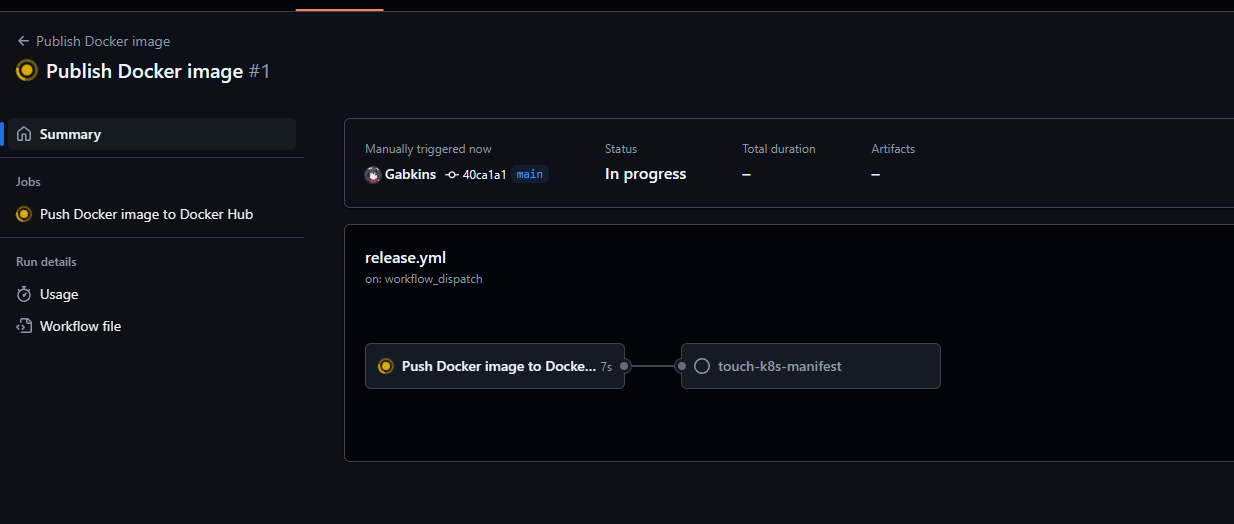 Publish Docker image
Publish Docker image #1
Summary
Jobs
Push Docker image to Docker Hub
Run details
Usage
Workflow file
Manually triggered now
Gabkins 40ca1a1 main
Status
In progress
Total duration
–
Artifacts
–
release.yml
on: workflow_dispatch
Push Docker image to Docke... 7s
touch-k8s-manifest